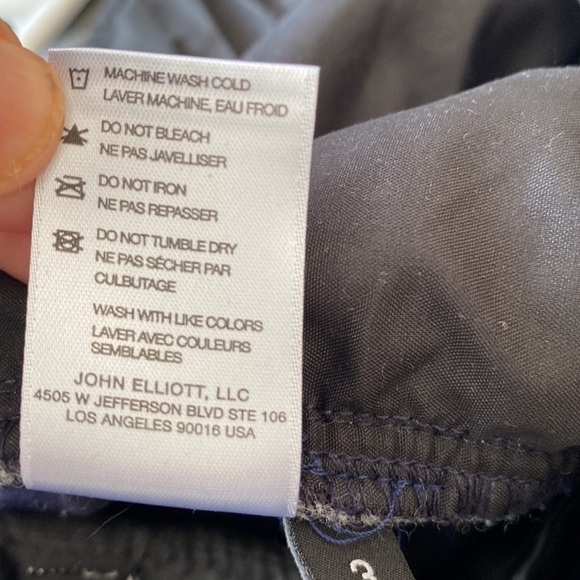 MACHINE WASH COLD
LAVER MACHINE, EAU FROID
DO NOT BLEACH
NE PAS JAVELLISER
DO NOT IRON
NE PAS REPASSER
DO NOT TUMBLE DRY
NE PAS SÉCHER PAR
CULBUTAGE
WASH WITH LIKE COLORS
LAVER AVEC COULEURS
SEMBLABLES
JOHN ELLIOTT, LLC
4505 W JEFFERSON BLVD STE 106
LOS ANGELES 90016 USA